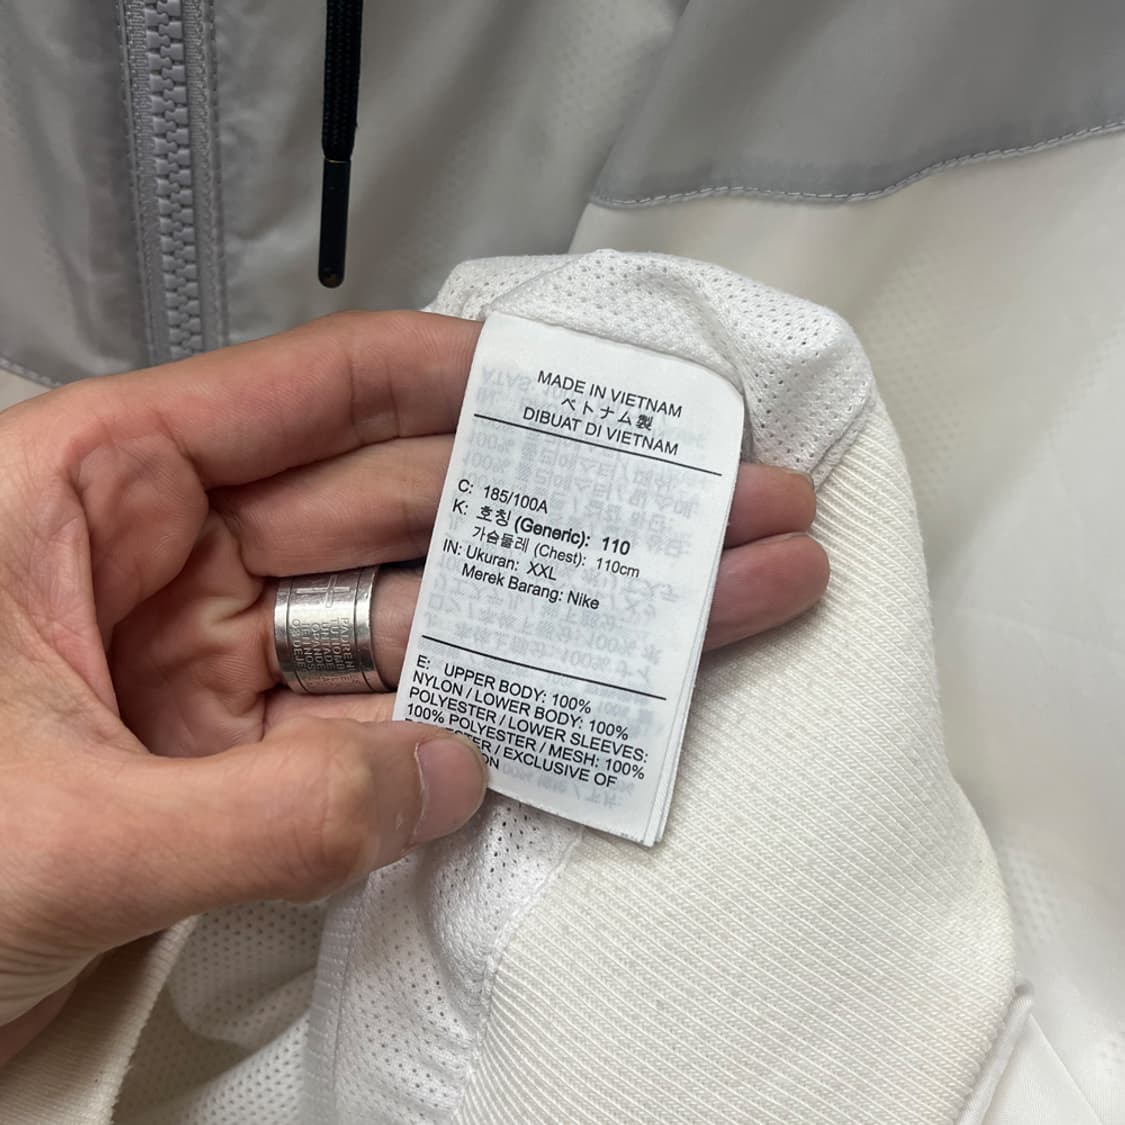 MADE IN VIETNAM
ベトナム製
DIBUAT DI VIETNAM
C: 185/100A
K: 호칭 (Generic): 110
가슴둘레 (Chest): 110cm
IN: Ukuran: XXL
Merek Barang: Nike
E: UPPER BODY: 100%
NYLON / LOWER BODY: 100%
POLYESTER / LOWER SLEEVES:
100% POLYESTER / MESH: 100%
/ EXCLUSIVE OF